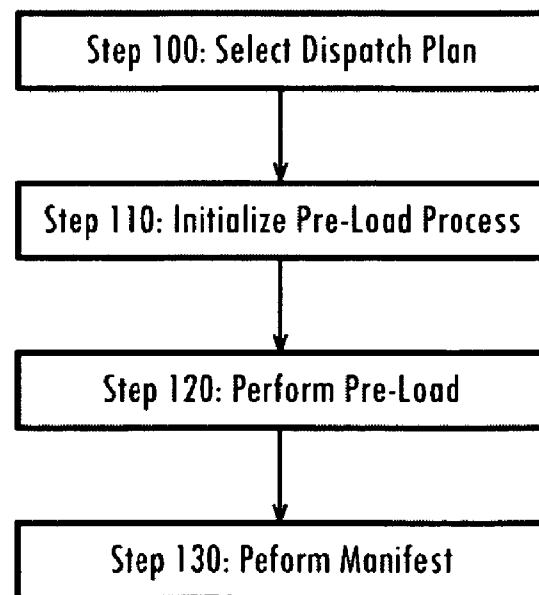 Step 100: Select Dispatch Plan
Step 110: Initialize Pre-Load Process
Step 120: Perform Pre-Load
Step 130: Peform Manifest